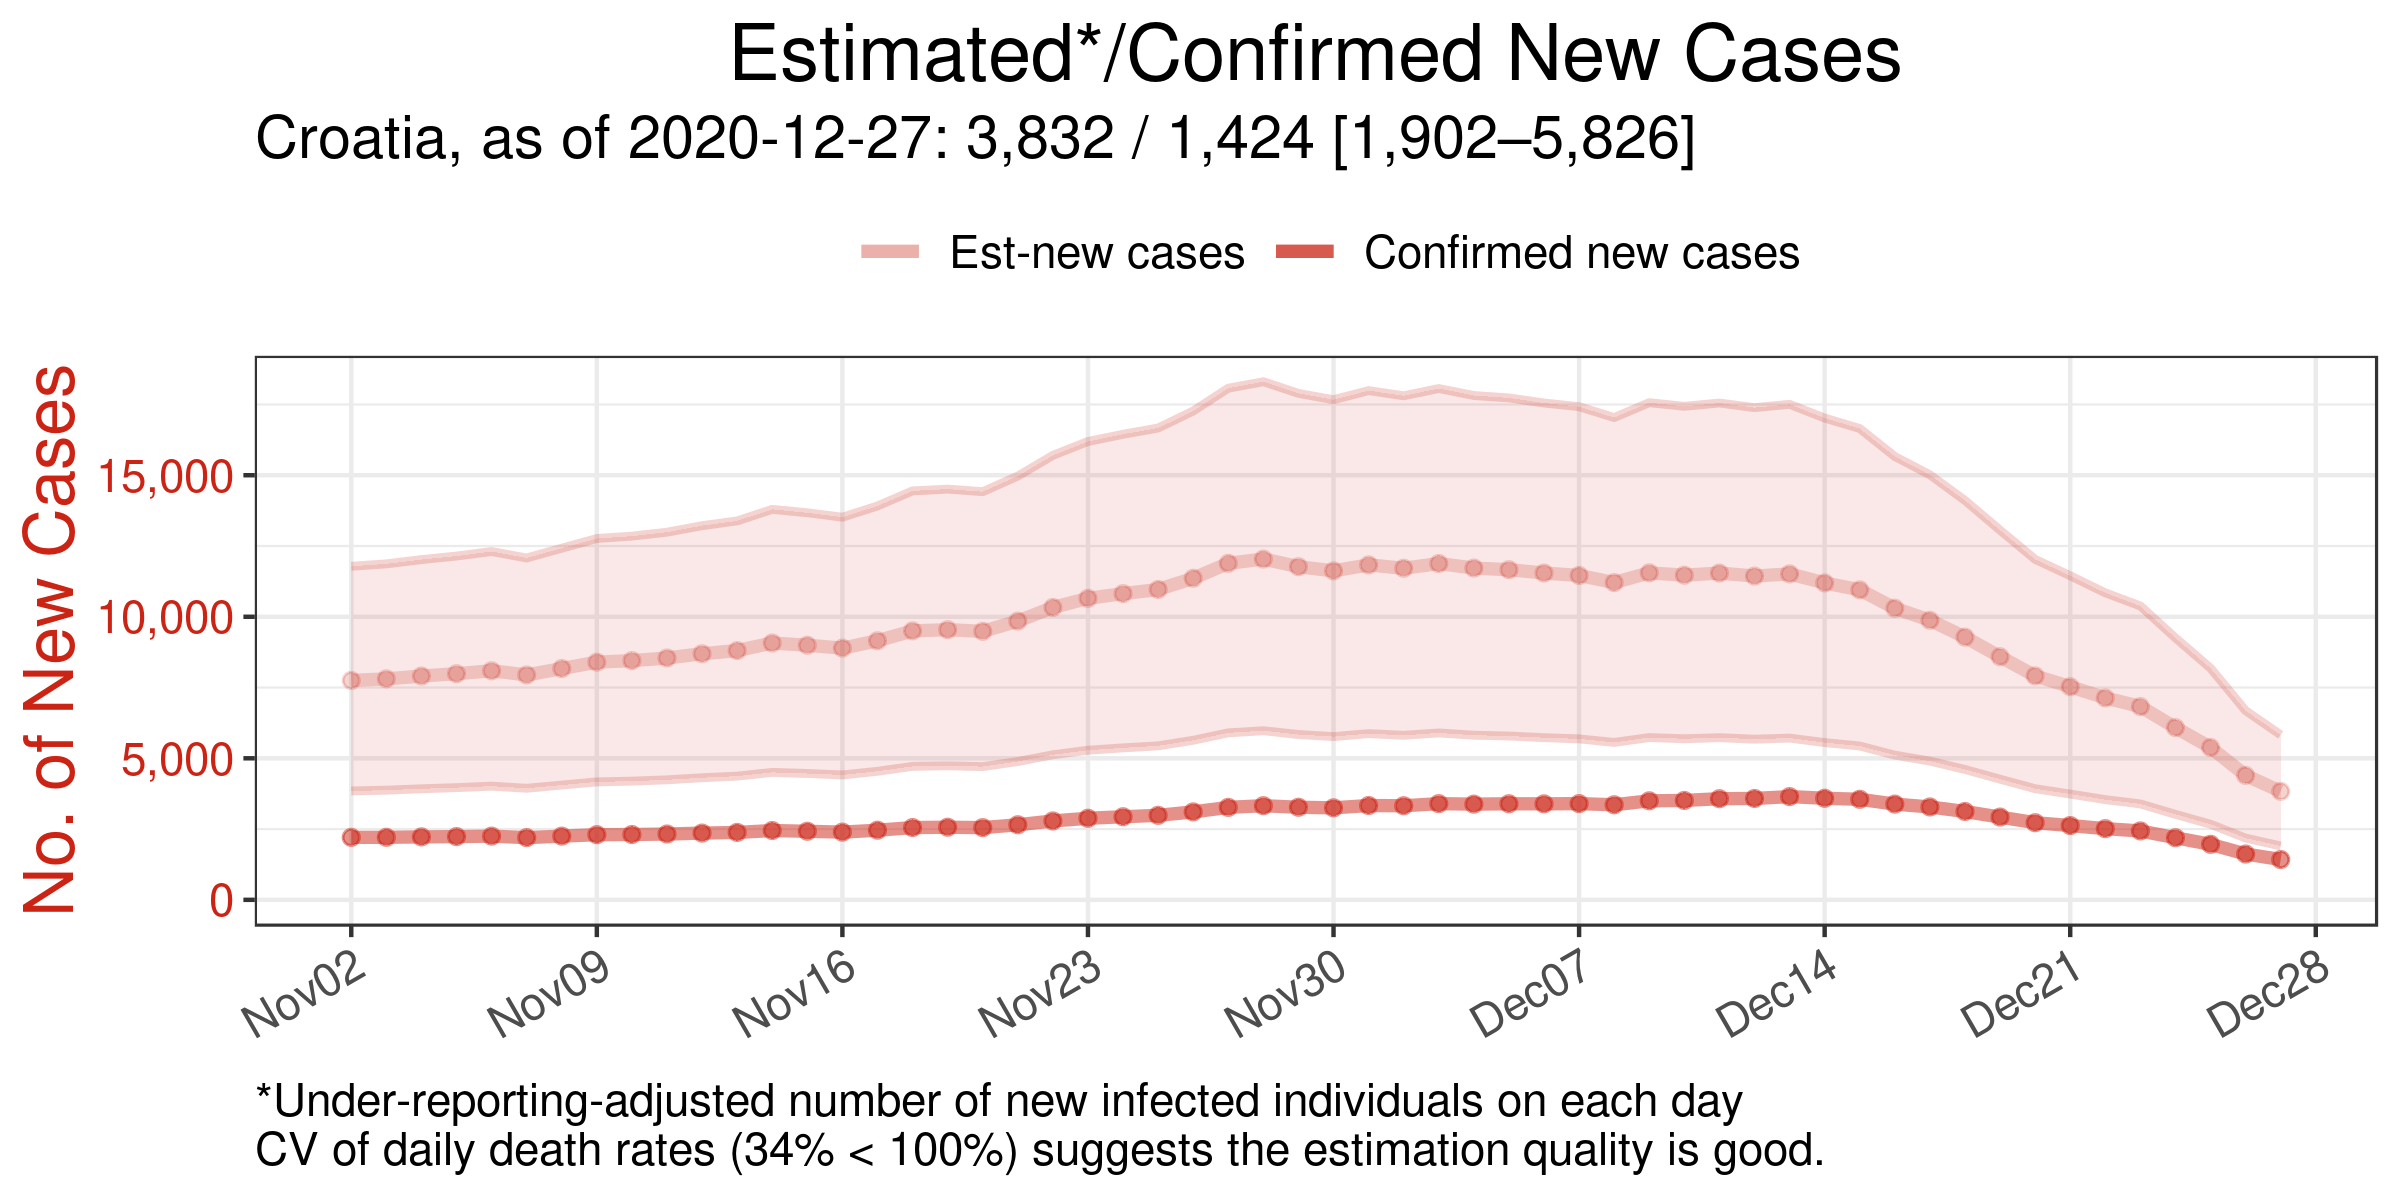 Estimated*/Confirmed New Cases
Croatia, as of 2020-12-27: 3,832 / 1,424 [1,902–5,826]
Est-new cases Confirmed new cases
No. of New Cases
15,000
10,000
5,000
0
Nov02 Nov09 Nov16 Nov23 Nov30 Dec07 Dec14 Dec21 Dec28
*Under-reporting-adjusted number of new infected individuals on each day
CV of daily death rates (34% < 100%) suggests the estimation quality is good.